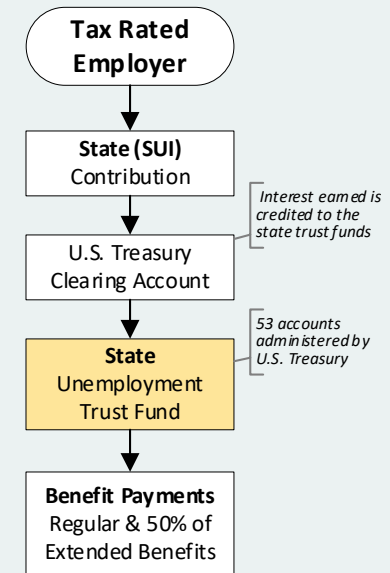 Tax Rated
Employer
State (SUI)
Contribution
Interest earned is
credited to the
state trust funds
U.S. Treasury
Clearing Account
53 accounts
administered by
U.S. Treasury
State
Unemployment
Trust Fund
Benefit Payments
Regular & 50% of
Extended Benefits